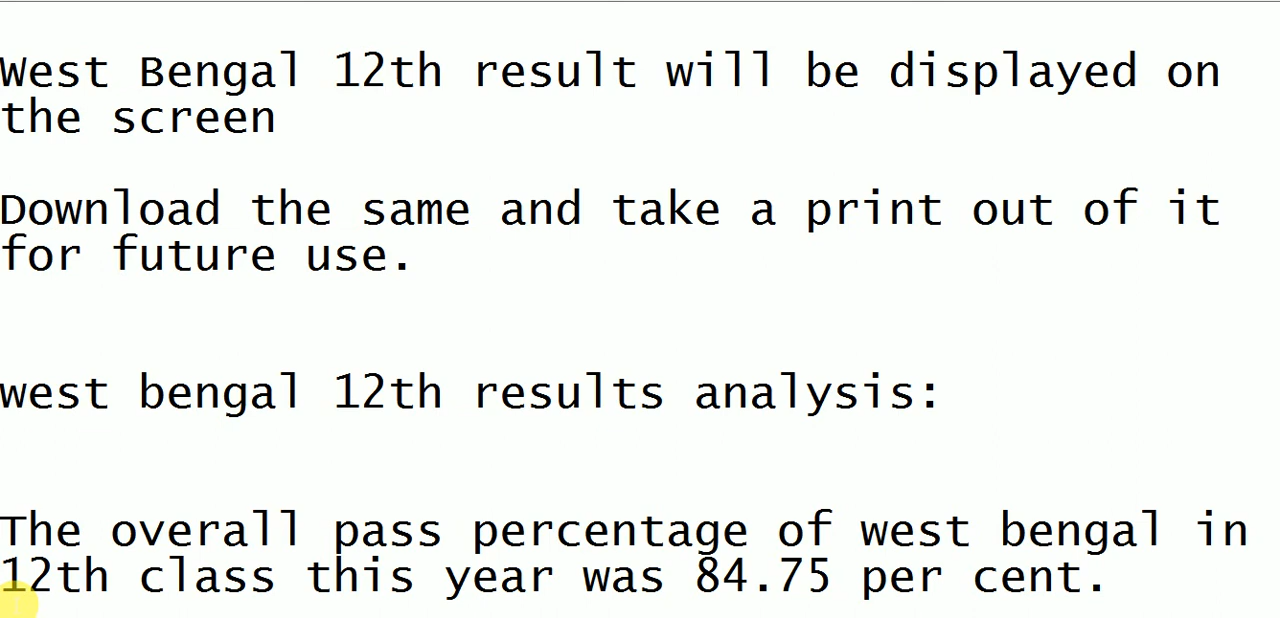 West Bengal 12th result will be displayed on
the screen
Download the same and take a print out of it
for future use.
west bengal 12th results analysis:
The overall pass percentage of west bengal in
12th class this year was 84.75 per cent.